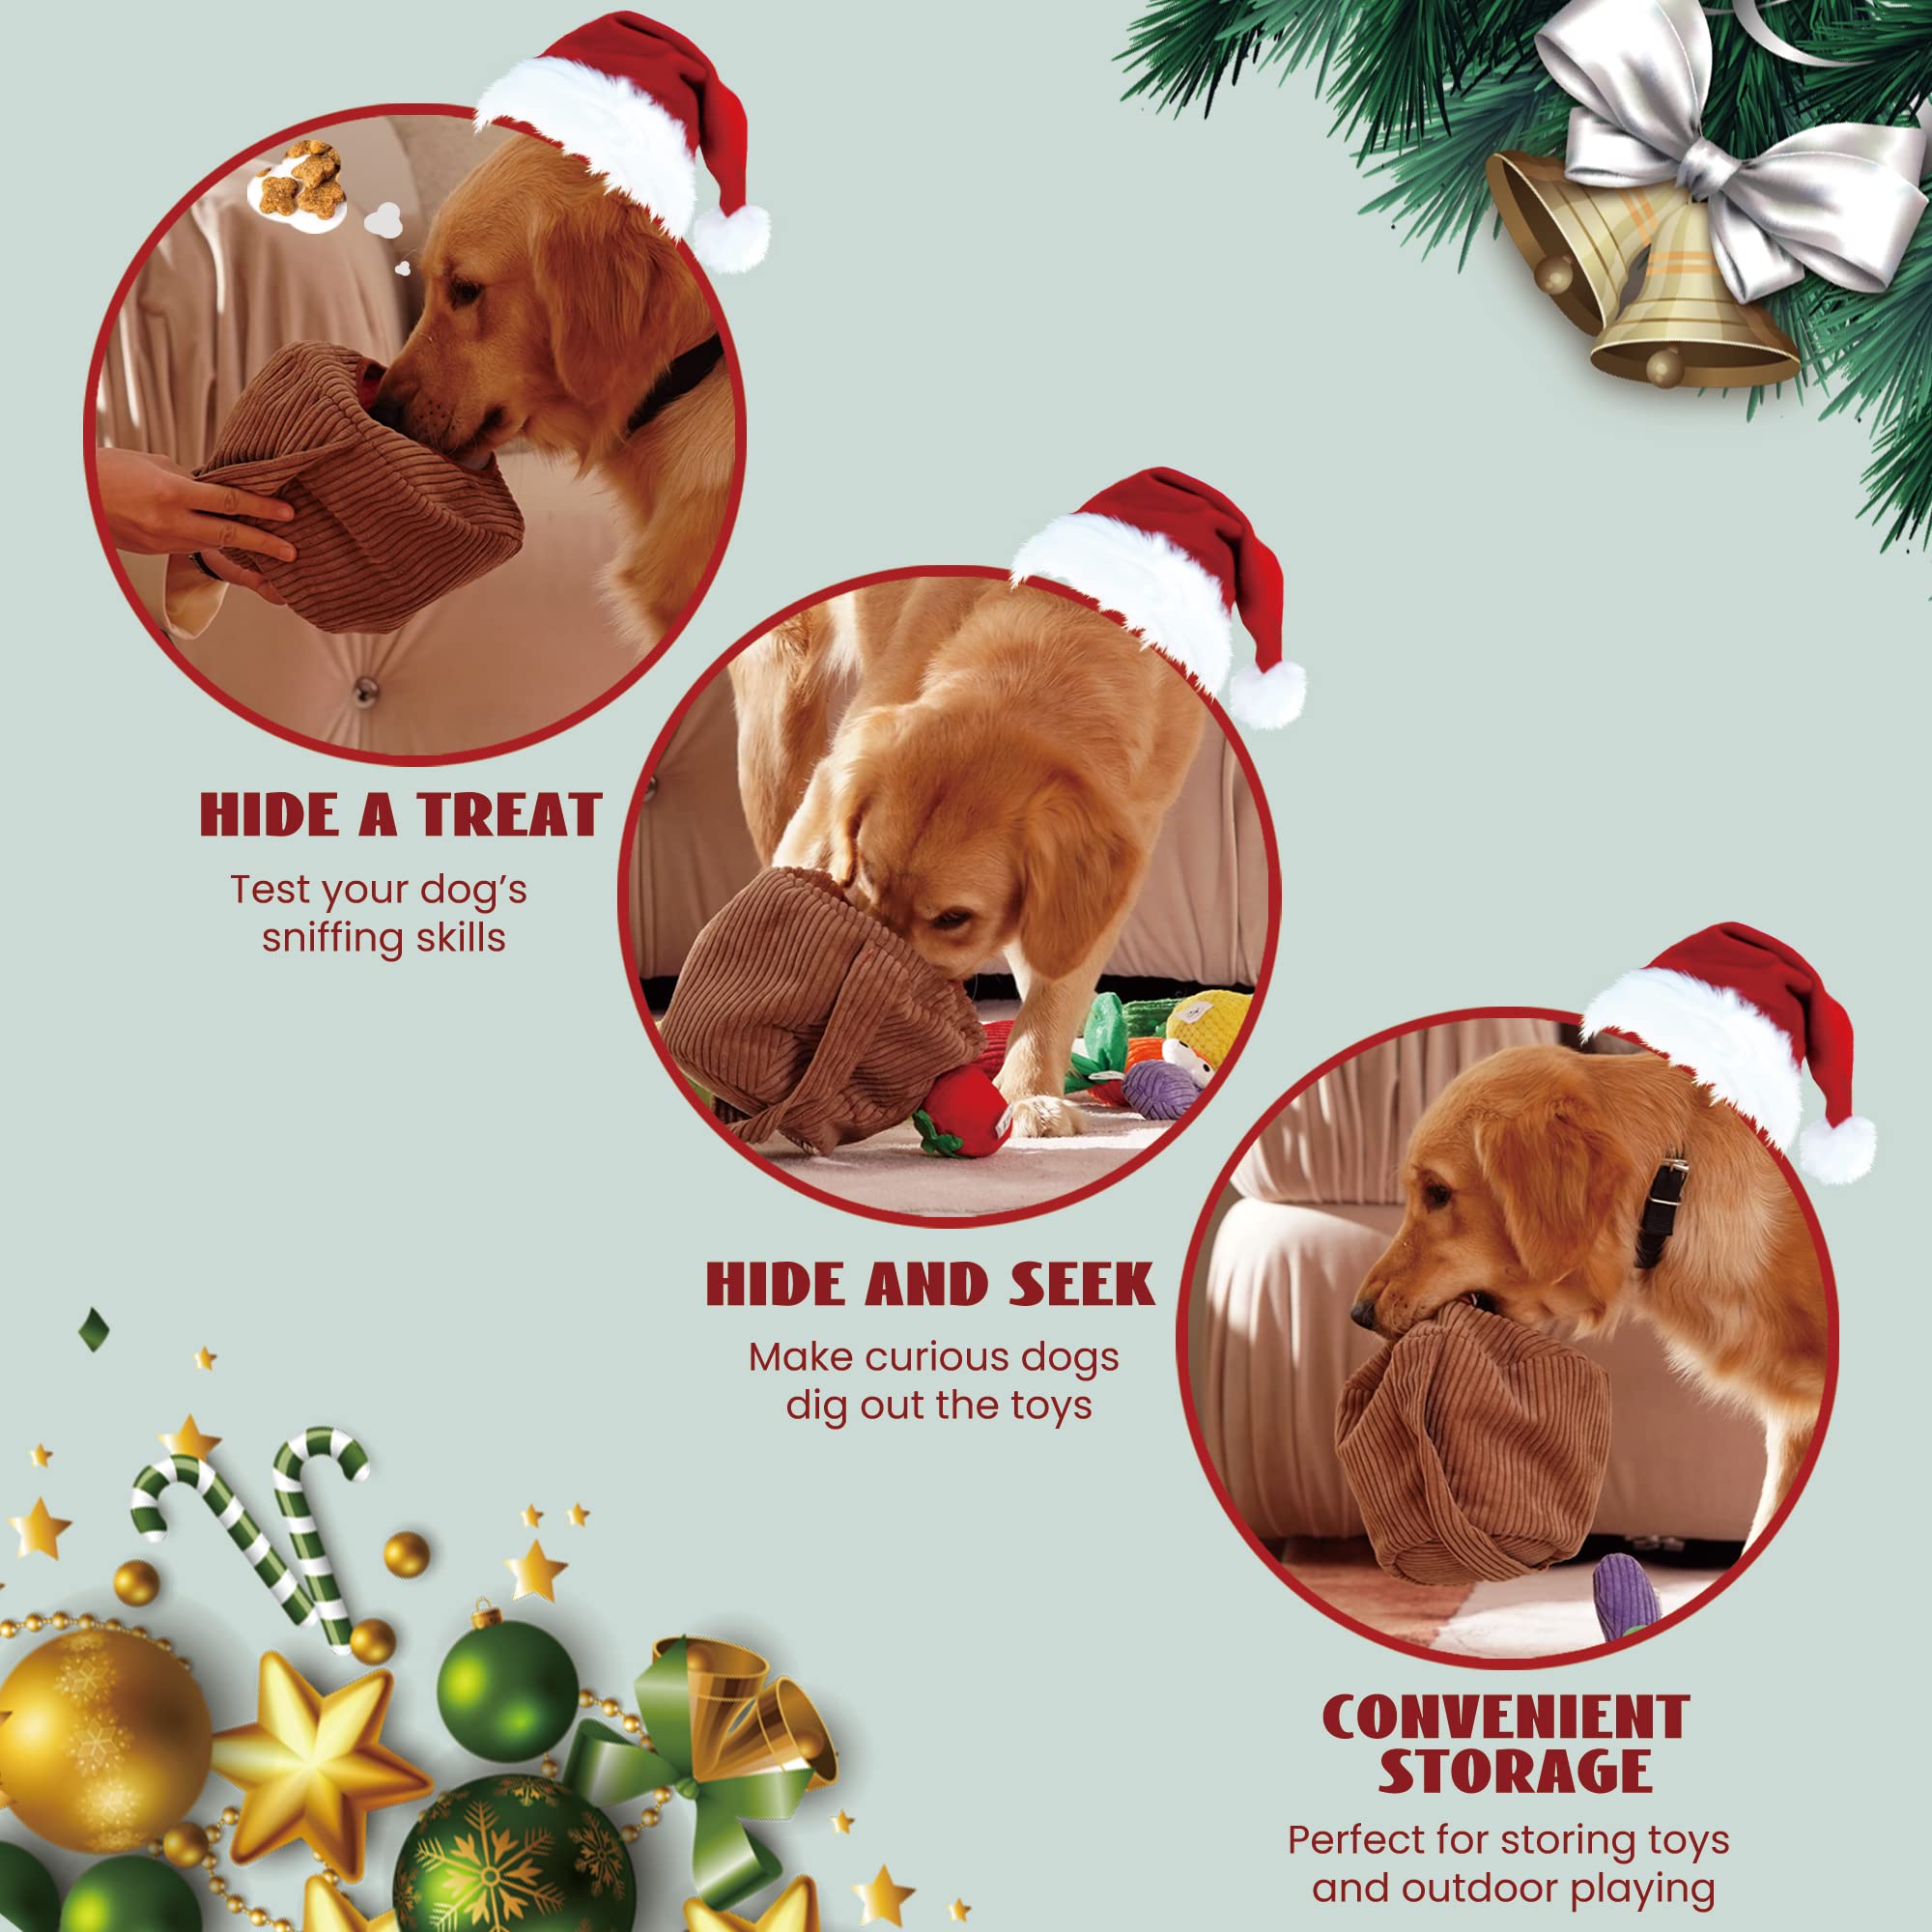 HIDE A TREAT
Test your dog's
sniffing skills
HIDE AND SEEK
Make curious dogs
dig out the toys
CONVENIENT
STORAGE
Perfect for storing toys
and outdoor playing